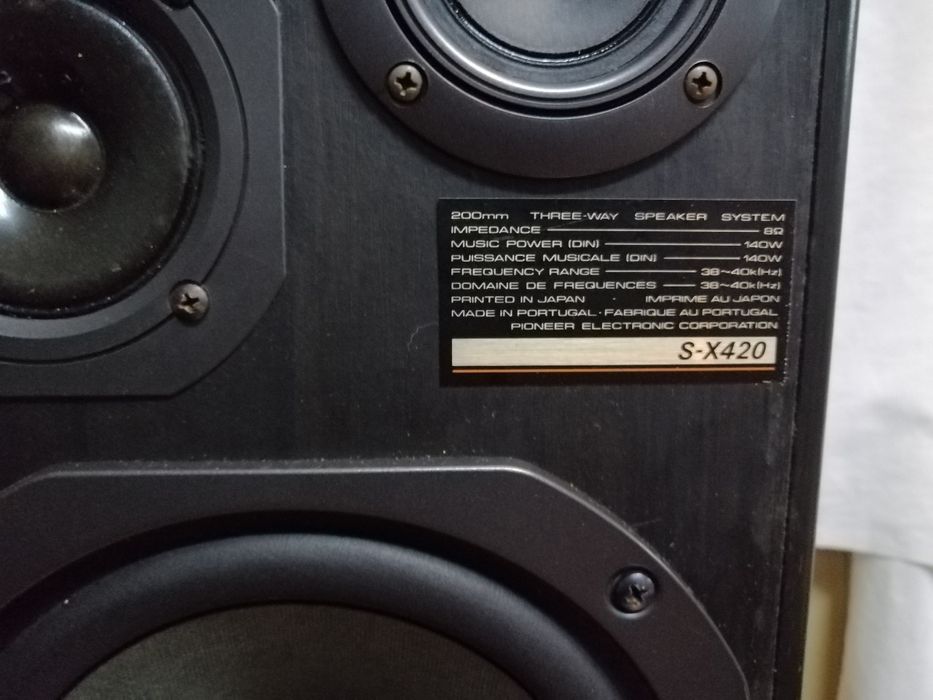 200mm THREE-WAY SPEAKER SYSTEM
IMPEDANCE 8Ω
MUSIC POWER (DIN) 140W
PUISSANCE MUSICALE (DIN) 140W
FREQUENCY RANGE 38~40k(Hz)
DOMAINE DE FREQUENCES 38~40k(Hz)
PRINTED IN JAPAN IMPRIME AU JAPON
MADE IN PORTUGAL · FABRIQUE AU PORTUGAL
PIONEER ELECTRONIC CORPORATION
S-X420